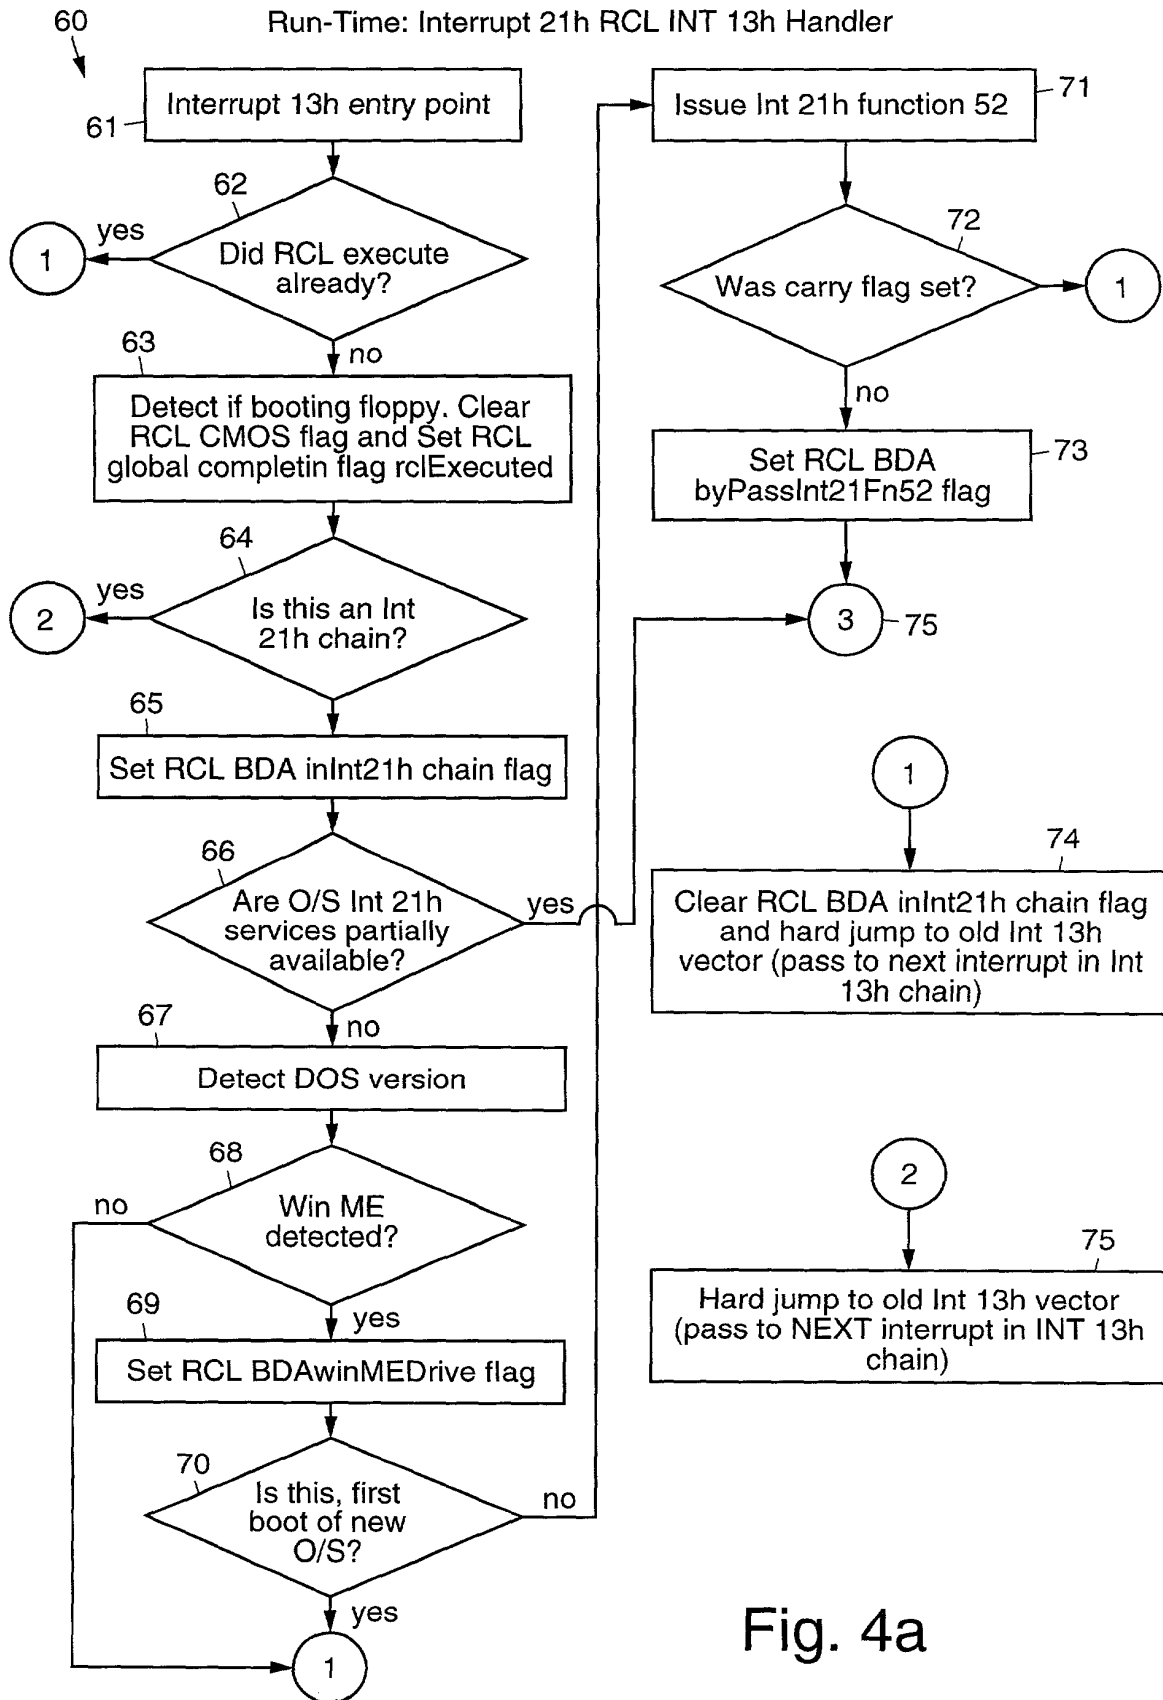 Run-Time: Interrupt 21h RCL INT 13h Handler
60
Interrupt 13h entry point
61
62
yes
1
Did RCL execute
already?
no
63
Detect if booting floppy. Clear
RCL CMOS flag and Set RCL
global completin flag rclExecuted
64
yes
2
Is this an Int
21h chain?
65
Set RCL BDA inInt21h chain flag
66
Are O/S Int 21h
services partially
available?
yes
no
67
Detect DOS version
68
no
Win ME
detected?
yes
69
Set RCL BDAwinMEDrive flag
70
Is this, first
boot of new
O/S?
no
yes
1
Issue Int 21h function 52
71
72
Was carry flag set?
1
no
Set RCL BDA
byPassInt21Fn52 flag
73
3
75
1
74
Clear RCL BDA inInt21h chain flag
and hard jump to old Int 13h
vector (pass to next interrupt in Int
13h chain)
2
75
Hard jump to old Int 13h vector
(pass to NEXT interrupt in INT 13h
chain)
Fig. 4a